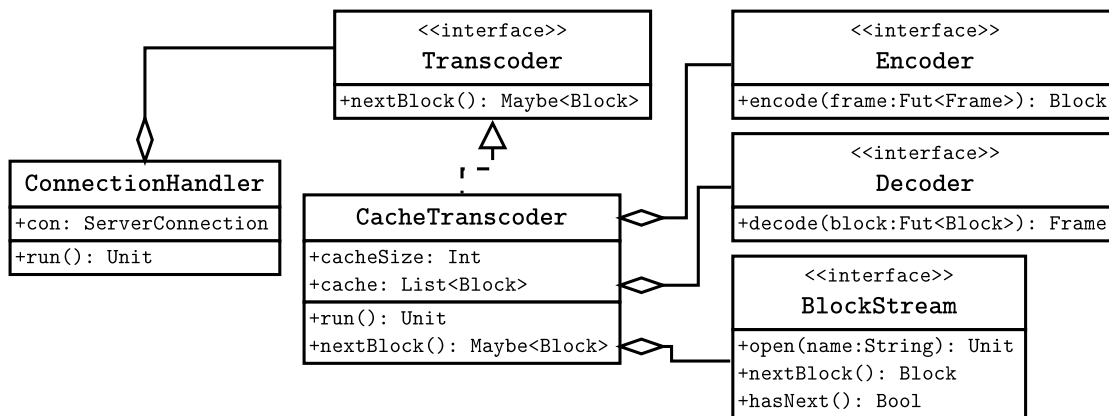 <<interface>>
Transcoder
+nextBlock(): Maybe<Block>
<<interface>>
Encoder
+encode(frame:Fut<Frame>): Block
<<interface>>
Decoder
+decode(block:Fut<Block>): Frame
ConnectionHandler
+con: ServerConnection
+run(): Unit
CacheTranscoder
+cacheSize: Int
+cache: List<Block>
+run(): Unit
+nextBlock(): Maybe<Block>
<<interface>>
BlockStream
+open(name:String): Unit
+nextBlock(): Block
+hasNext(): Bool